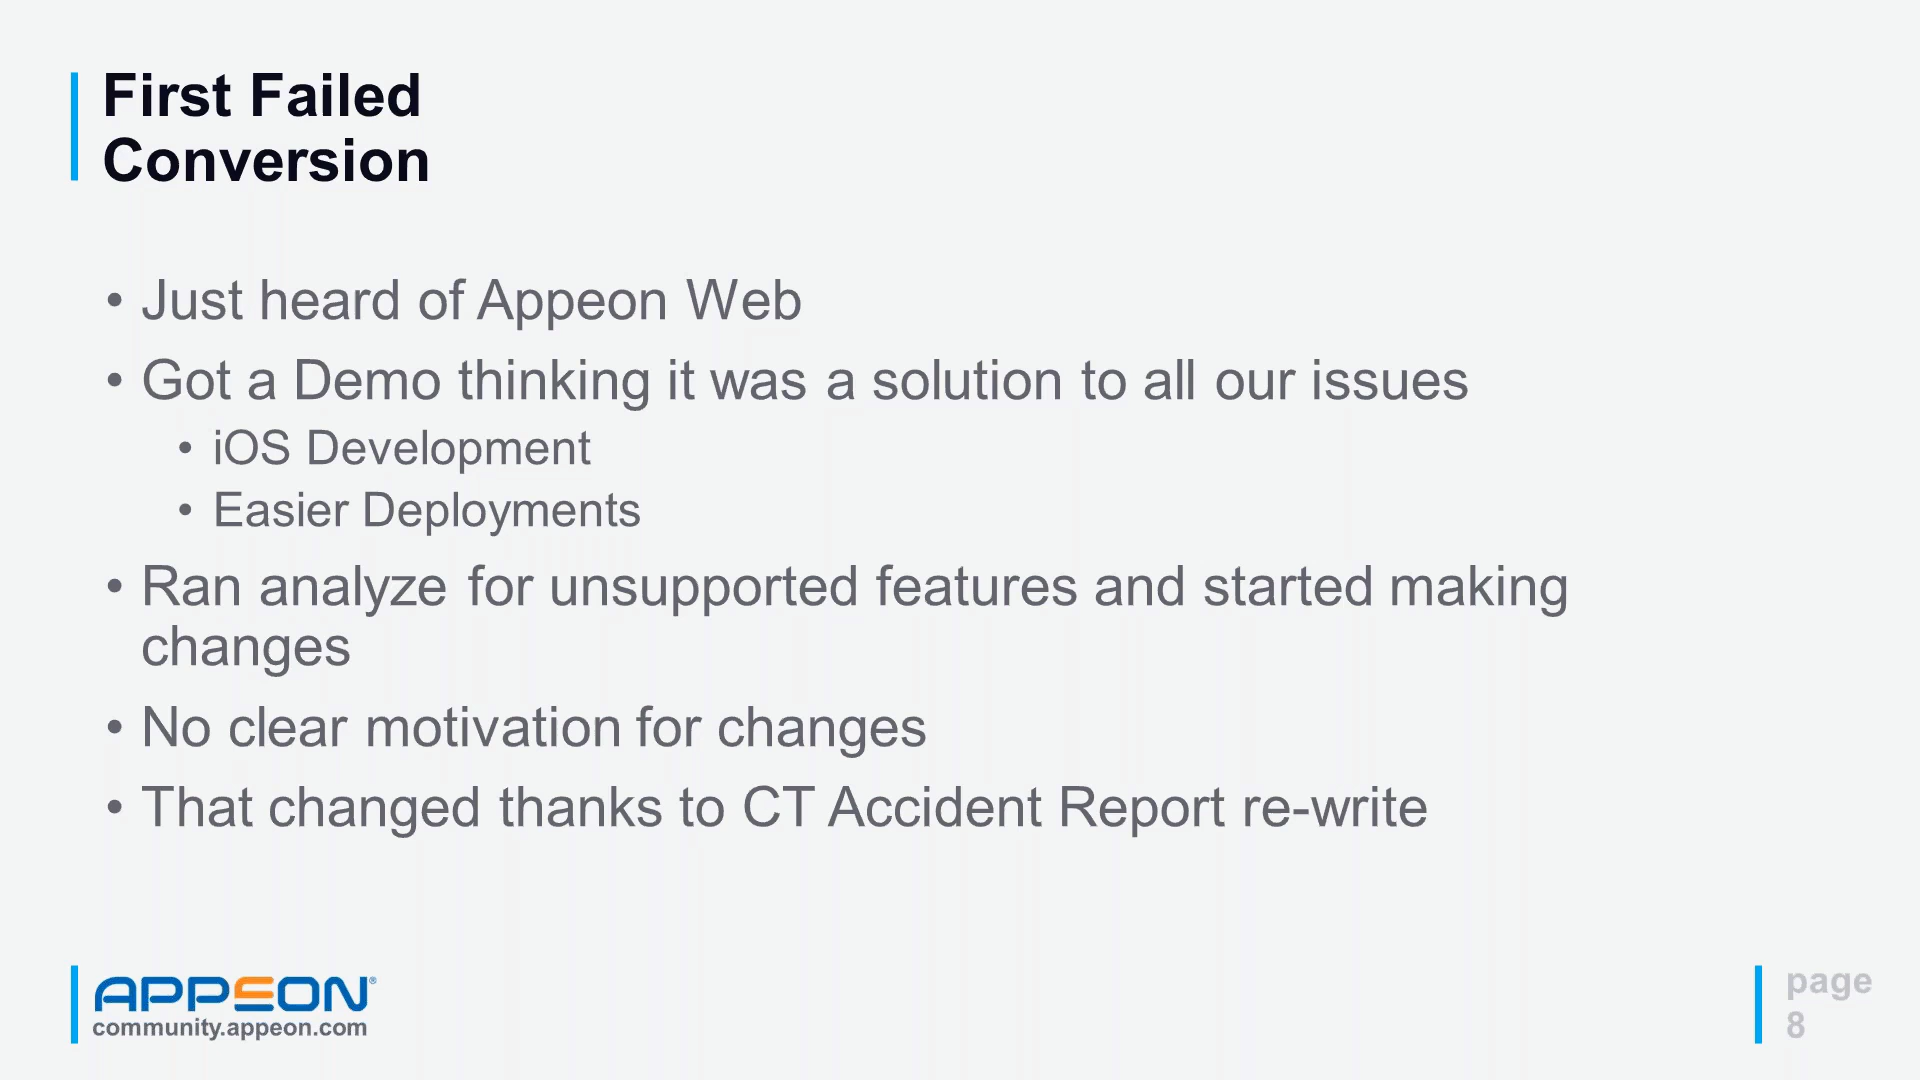 First Failed
Conversion
• Just heard of Appeon Web
• Got a Demo thinking it was a solution to all our issues
• iOS Development
• Easier Deployments
• Ran analyze for unsupported features and started making
changes
• No clear motivation for changes
• That changed thanks to CT Accident Report re-write
APPEON®
community.appeon.com
page
8